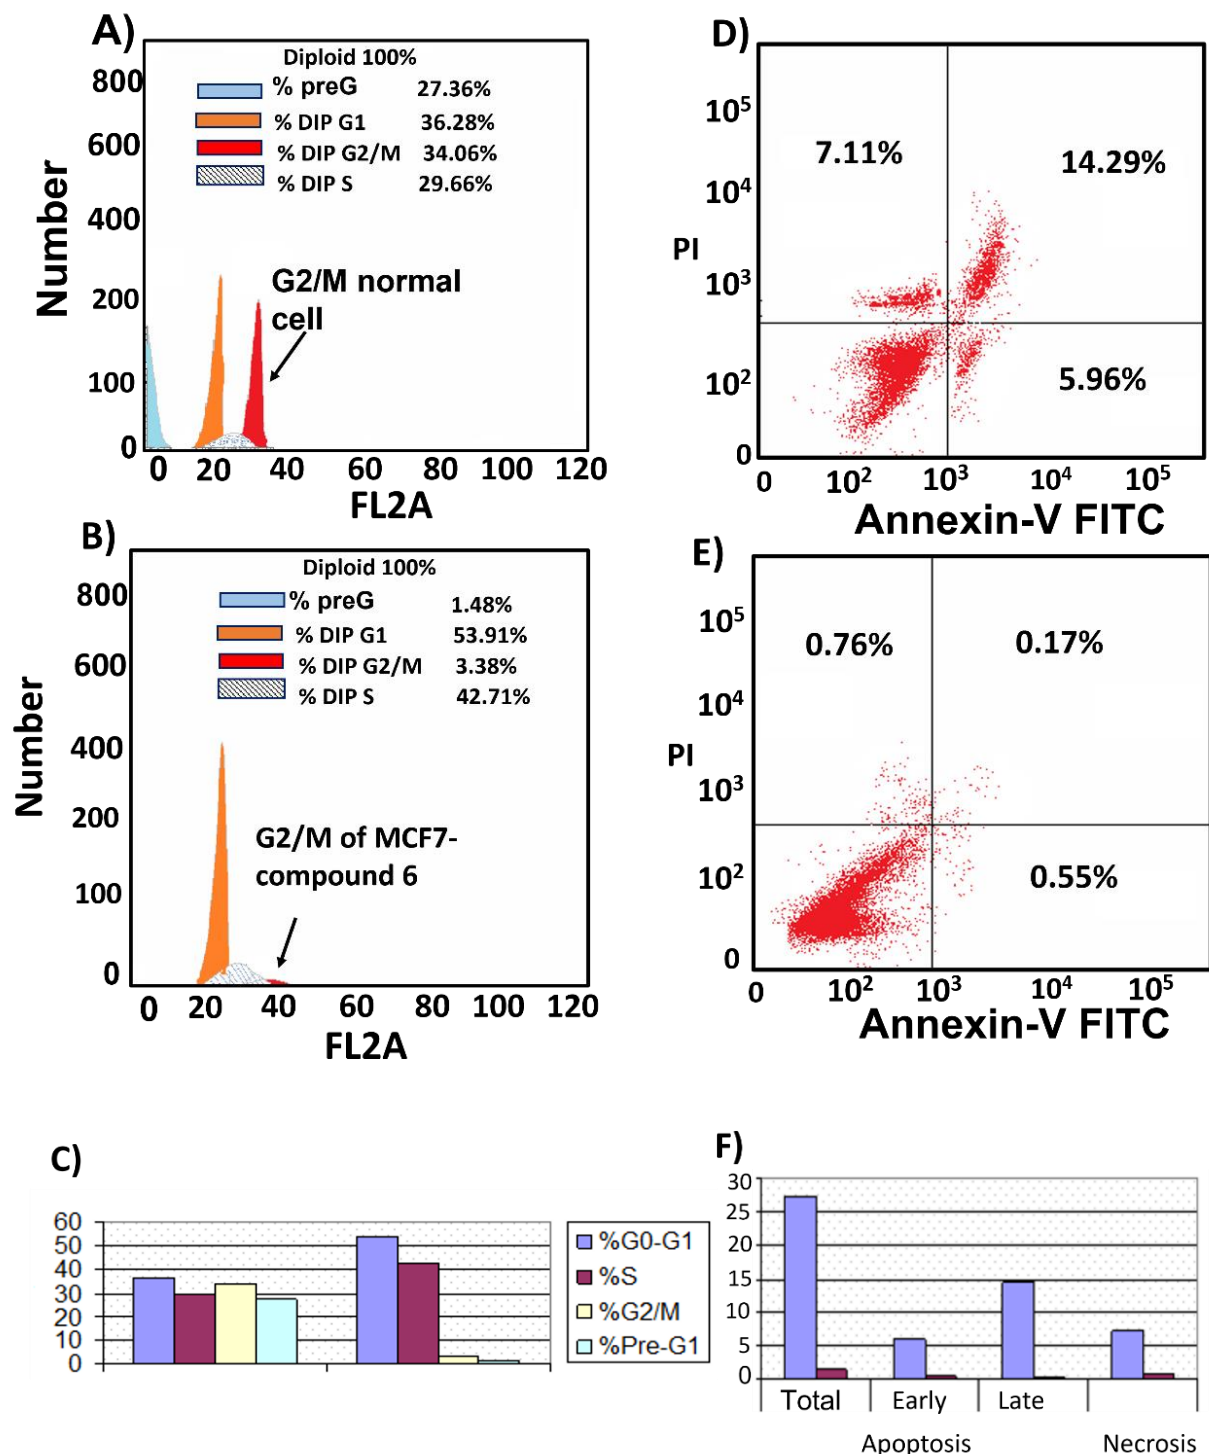 A)
Diploid 100%
% preG 27.36%
% DIP G1 36.28%
% DIP G2/M 34.06%
% DIP S 29.66%
G2/M normal
cell
Number
800
600
400
200
100
0
0 20 40 60 80 100 120
FL2A
B)
Diploid 100%
% preG 1.48%
% DIP G1 53.91%
% DIP G2/M 3.38%
% DIP S 42.71%
G2/M of MCF7-
compound 6
Number
800
600
400
200
100
0
0 20 40 60 80 100 120
FL2A
C)
60
50
40
30
20
10
0
%G0-G1
%S
%G2/M
%Pre-G1
D)
7.11% 14.29%
5.96%
PI
10⁵
10⁴
10³
10²
0
0 10² 10³ 10⁴ 10⁵
Annexin-V FITC
E)
0.76% 0.17%
0.55%
PI
10⁵
10⁴
10³
10²
0
0 10² 10³ 10⁴ 10⁵
Annexin-V FITC
F)
30
25
20
15
10
5
0
Total Early Late
Apoptosis Necrosis